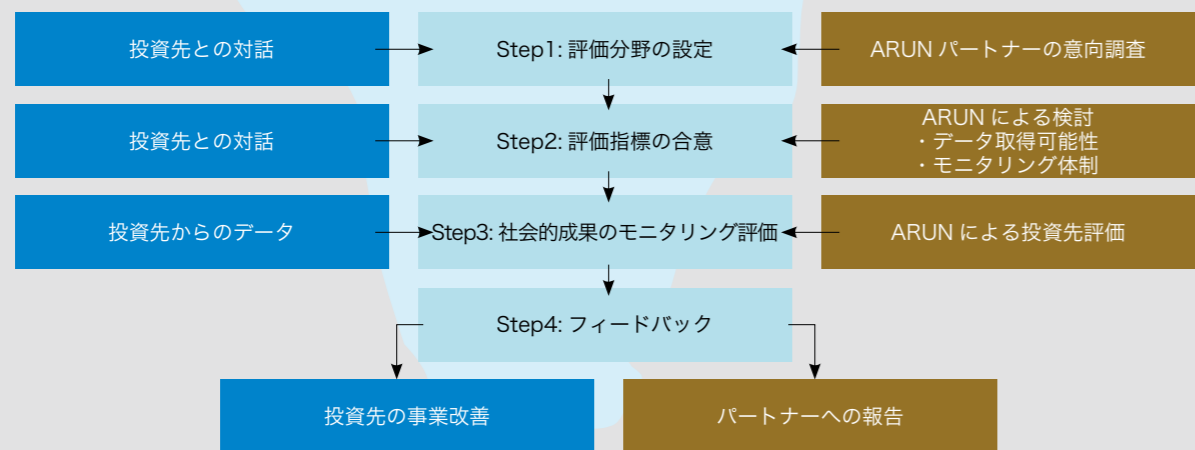 投資先との対話
Step1: 評価分野の設定
ARUN パートナーの意向調査
投資先との対話
Step2: 評価指標の合意
ARUN による検討
・データ取得可能性
・モニタリング体制
投資先からのデータ
Step3: 社会的成果のモニタリング評価
ARUN による投資先評価
Step4: フィードバック
投資先の事業改善
パートナーへの報告